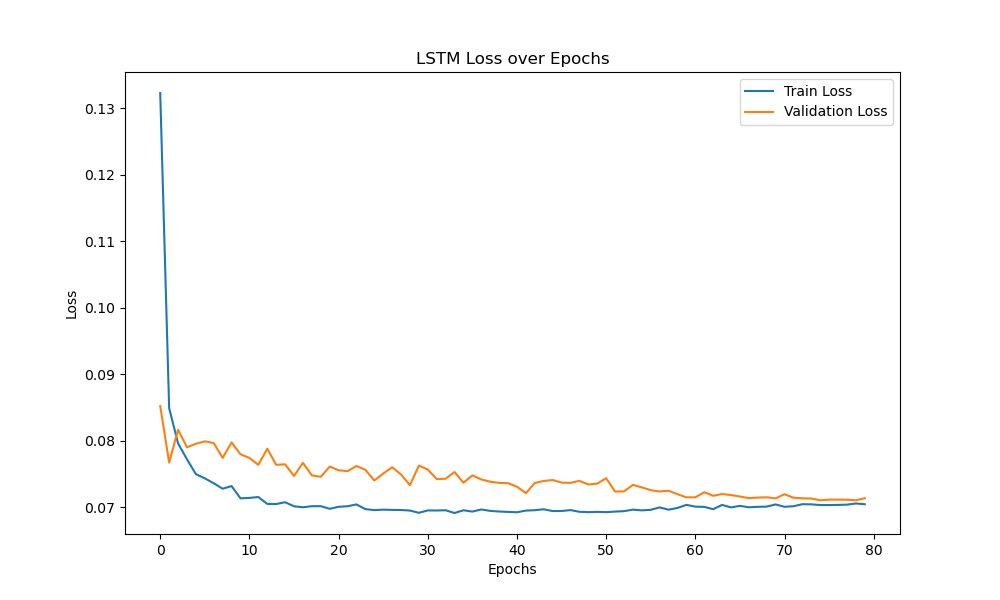 LSTM Loss over Epochs
Train Loss
Validation Loss
0.13
0.12
0.11
0.10
0.09
0.08
0.07
Loss
0 10 20 30 40 50 60 70 80
Epochs